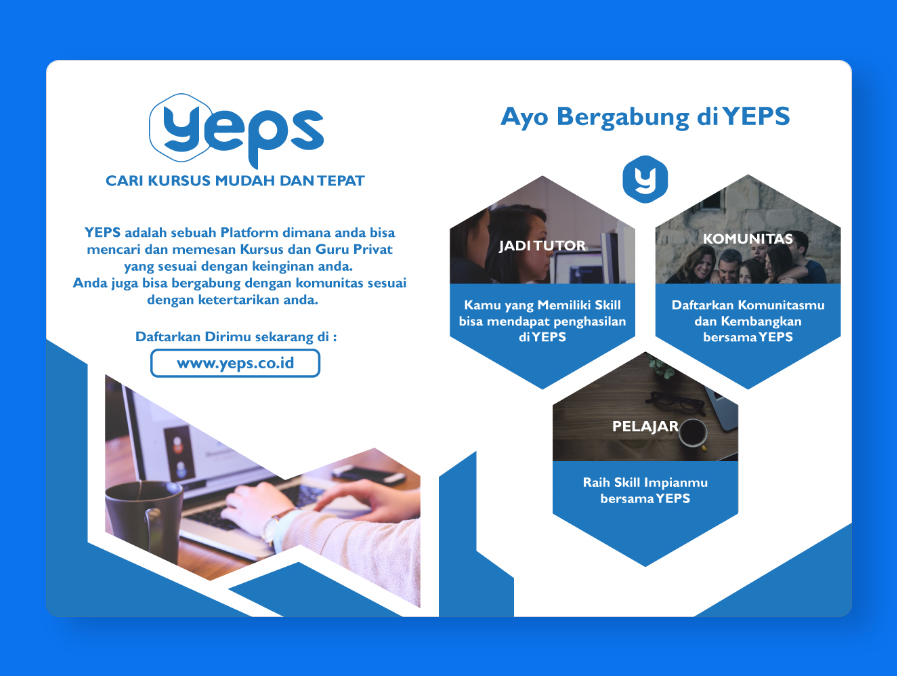 yeps
CARI KURSUS MUDAH DAN TEPAT
YEPS adalah sebuah Platform dimana anda bisa
mencari dan memesan Kursus dan Guru Privat
yang sesuai dengan keinginan anda.
Anda juga bisa bergabung dengan komunitas sesuai
dengan ketertarikan anda.
Daftarkan Dirimu sekarang di :
www.yeps.co.id
Ayo Bergabung di YEPS
y
JADI TUTOR
Kamu yang Memiliki Skill
bisa mendapat penghasilan
di YEPS
KOMUNITAS
Daftarkan Komunitasmu
dan Kembangkan
bersama YEPS
PELAJAR
Raih Skill Impianmu
bersama YEPS